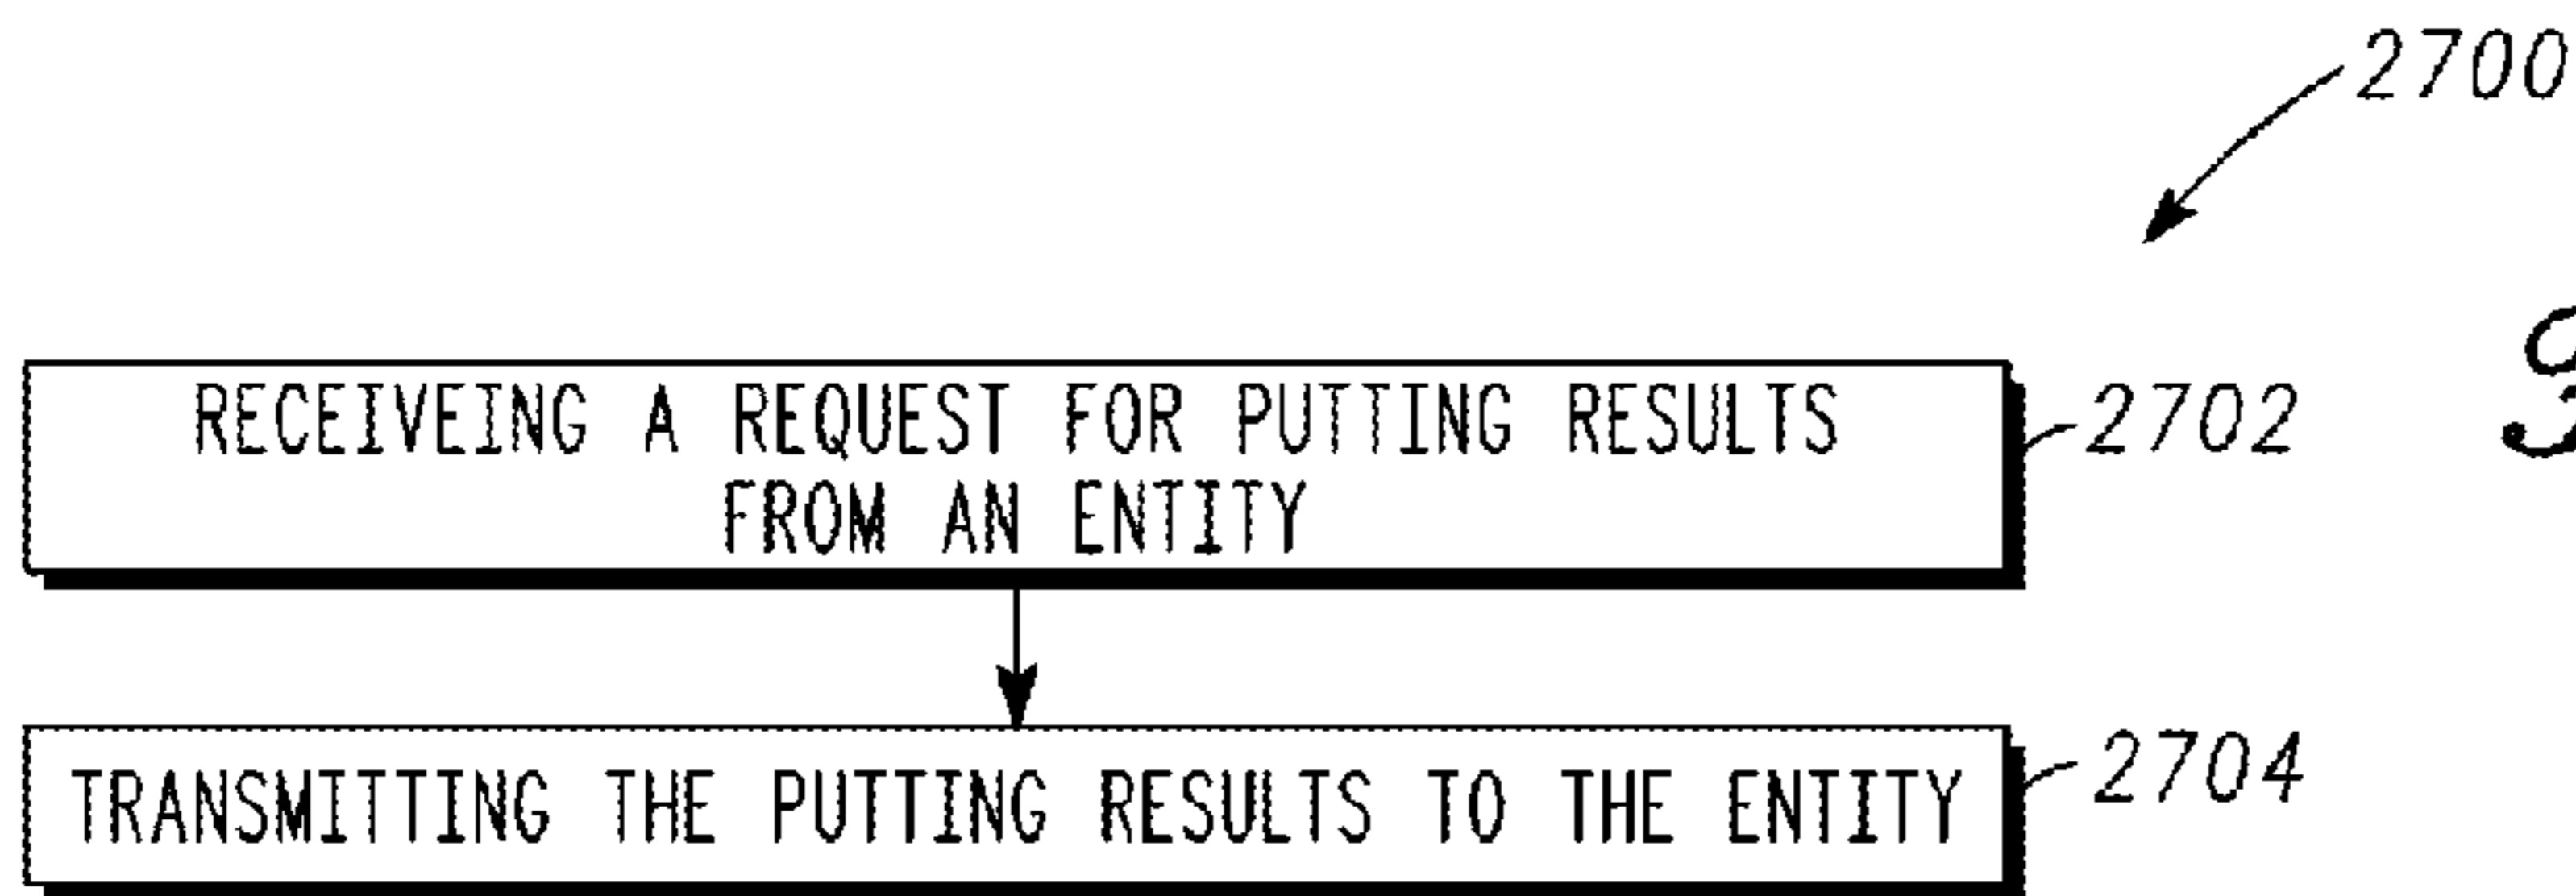 2700
RECEIVEING A REQUEST FOR PUTTING RESULTS
FROM AN ENTITY
2702
TRANSMITTING THE PUTTING RESULTS TO THE ENTITY
2704